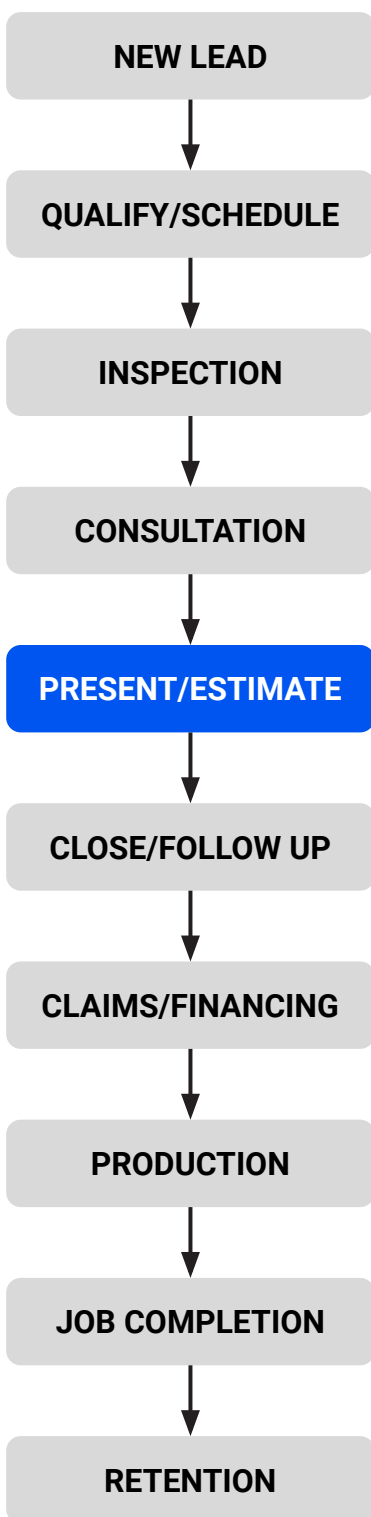 NEW LEAD
QUALIFY/SCHEDULE
INSPECTION
CONSULTATION
PRESENT/ESTIMATE
CLOSE/FOLLOW UP
CLAIMS/FINANCING
PRODUCTION
JOB COMPLETION
RETENTION